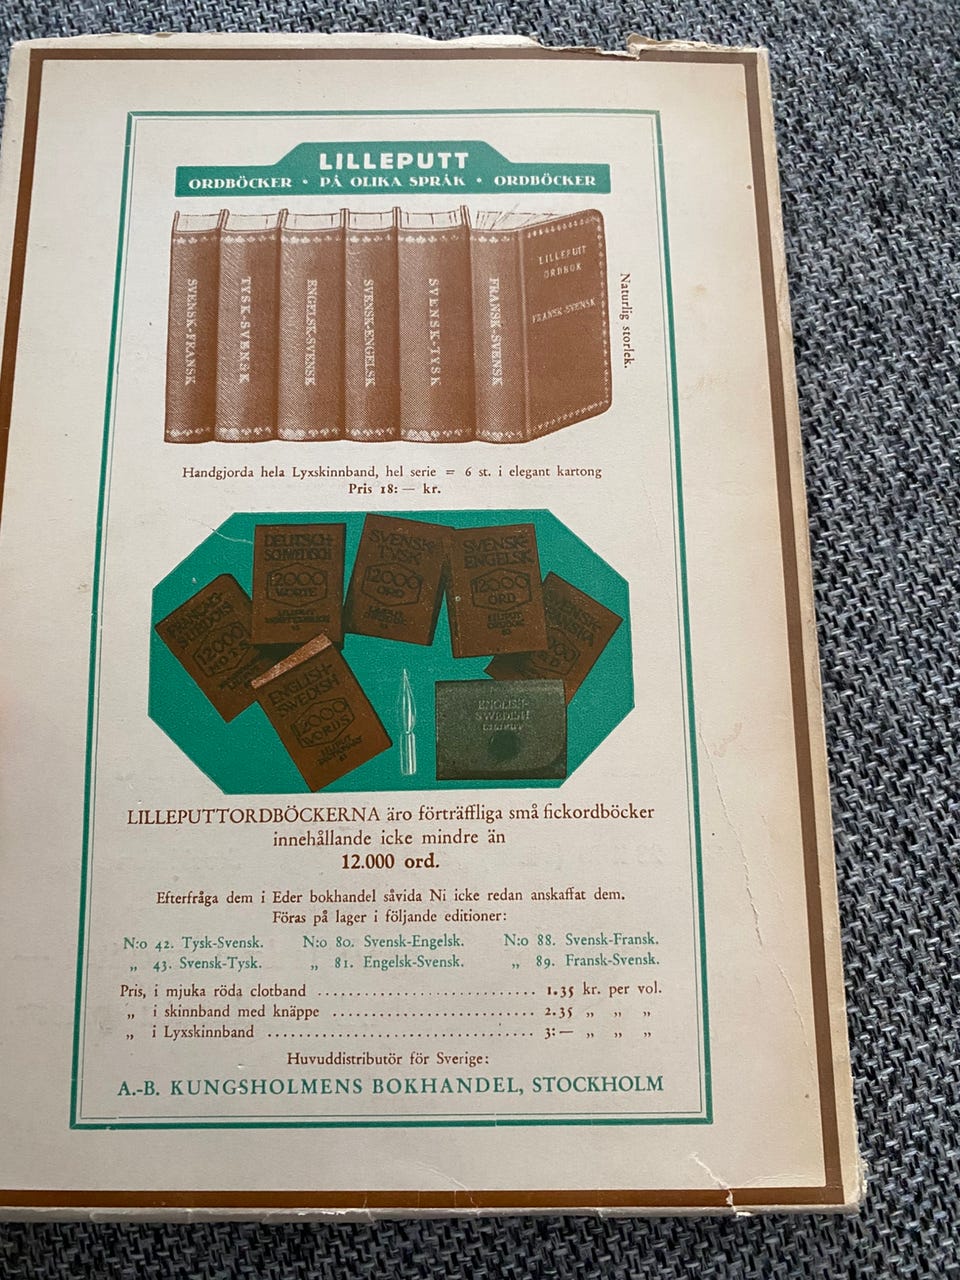 LILLEPUTT
ORDBÖCKER • PÅ OLIKA SPRÅK • ORDBÖCKER
SVENSK-FRANSK
TYSK-SVENSK
ENGELSK-SVENSK
SVENSK-ENGELSK
SVENSK-TYSK
FRANSK-SVENSK
LILLEPUTT
ORDBOK
FRANSK-SVENSK
Naturlig storlek.
Handgjorda hela Lyxskinnband, hel serie = 6 st. i elegant kartong
Pris 18: — kr.
DEUTSCH-
SCHWEDISCH
12000
WORTE
SVENSK-
TYSK
12000
ORD
SVENSK-
ENGELSK
12000
ORD
12000
ENGLISH-
SWEDISH
12000
WORDS
ENGLISH-
SWEDISH
LILLEPUTTORDBÖCKERNA äro förträffliga små fickordböcker
innehållande icke mindre än
12.000 ord.
Efterfråga dem i Eder bokhandel såvida Ni icke redan anskaffat dem.
Föras på lager i följande editioner:
N:o 42. Tysk-Svensk. N:o 80. Svensk-Engelsk. N:o 88. Svensk-Fransk.
„ 43. Svensk-Tysk. „ 81. Engelsk-Svensk. „ 89. Fransk-Svensk.
Pris, i mjuka röda clotband .......................... 1.35 kr. per vol.
„ i skinnband med knäppe ........................ 2.35 „ „ „
„ i Lyxskinnband ................................ 3: — „ „ „
Huvuddistributör för Sverige:
A.-B. KUNGSHOLMENS BOKHANDEL, STOCKHOLM